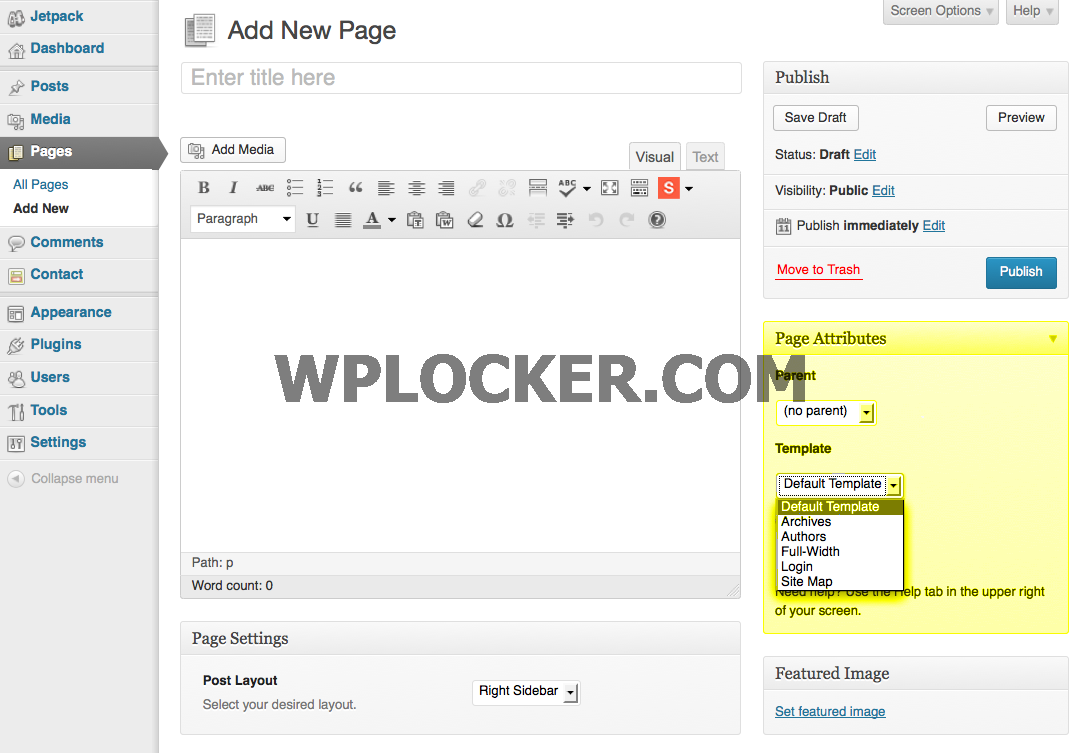 Jetpack
Dashboard
Posts
Media
Pages
All Pages
Add New
Comments
Contact
Appearance
Plugins
Users
Tools
Settings
Collapse menu
Screen Options
Help
Add New Page
Enter title here
Add Media
Visual
Text
B I ABC ABC S
Paragraph U A T W Ω ?
Path: p
Word count: 0
Page Settings
Post Layout
Select your desired layout.
Right Sidebar
Publish
Save Draft
Preview
Status: Draft Edit
Visibility: Public Edit
11 Publish immediately Edit
Move to Trash
Publish
Page Attributes
Parent
(no parent)
Template
Default Template
Default Template
Archives
Authors
Full-Width
Login
Site Map
Need help? Use the Help tab in the upper right
of your screen.
Featured Image
Set featured image
WPLOCKER.COM